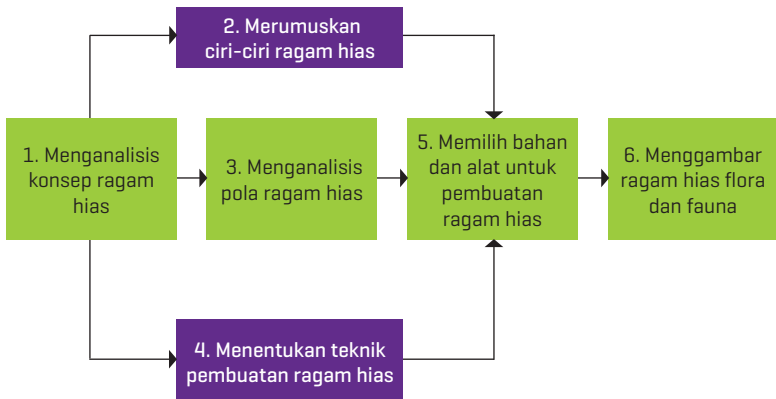 2. Merumuskan
ciri-ciri ragam hias
1. Menganalisis
konsep ragam
hias
3. Menganalisis
pola ragam hias
5. Memilih bahan
dan alat untuk
pembuatan
ragam hias
6. Menggambar
ragam hias flora
dan fauna
4. Menentukan teknik
pembuatan ragam hias